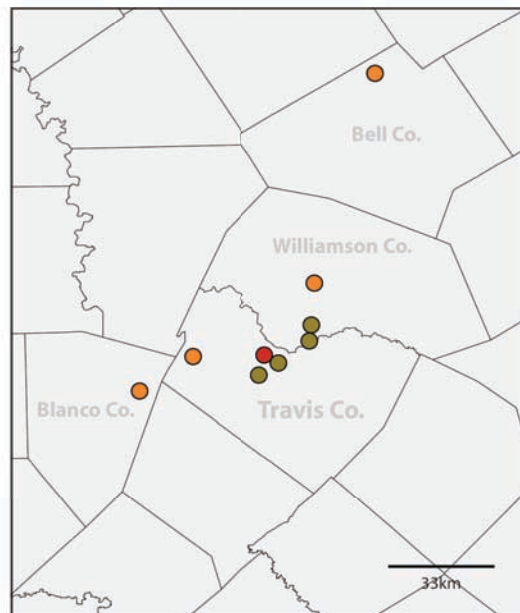 Bell Co.
Williamson Co.
Blanco Co.
Travis Co.
33km